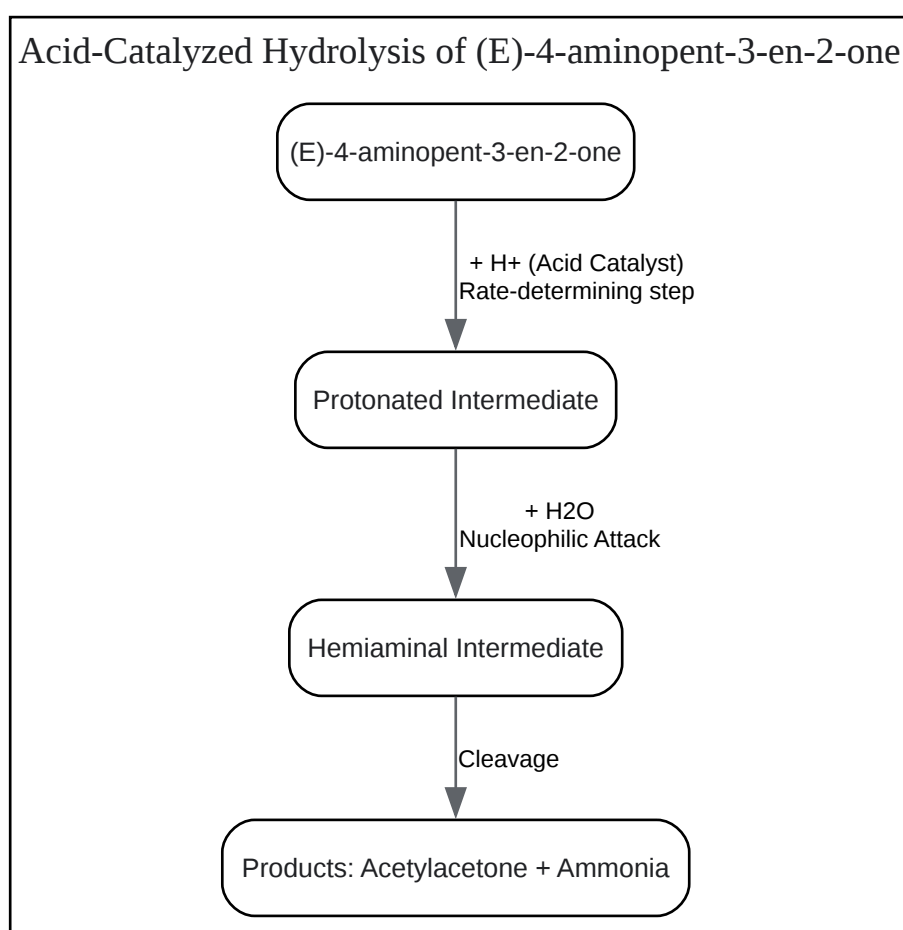 Acid-Catalyzed Hydrolysis of (E)-4-aminopent-3-en-2-one
(E)-4-aminopent-3-en-2-one
+ H+ (Acid Catalyst)
Rate-determining step
Protonated Intermediate
+ H2O
Nucleophilic Attack
Hemiaminal Intermediate
Cleavage
Products: Acetylacetone + Ammonia